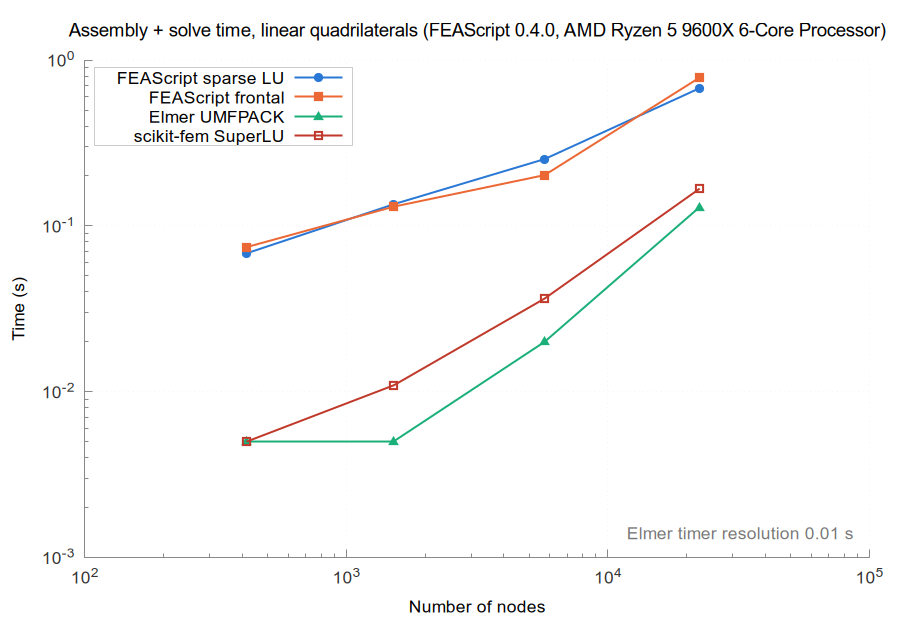 Assembly + solve time, linear quadrilaterals (FEAScript 0.4.0, AMD Ryzen 5 9600X 6-Core Processor)
10⁰
FEAScript sparse LU
FEAScript frontal
Elmer UMFPACK
scikit-fem SuperLU
10⁻¹
Time (s)
10⁻²
Elmer timer resolution 0.01 s
10⁻³
10² 10³ 10⁴ 10⁵
Number of nodes